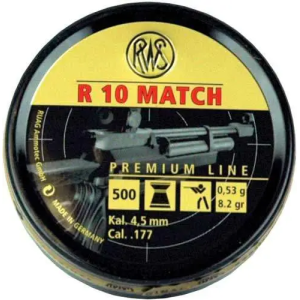 RWS
R 10 MATCH
PREMIUM LINE
500
0,53 g
8.2 gr
Kal. 4,5 mm
Cal. .177
RUAG Ammotec GmbH
MADE IN GERMANY